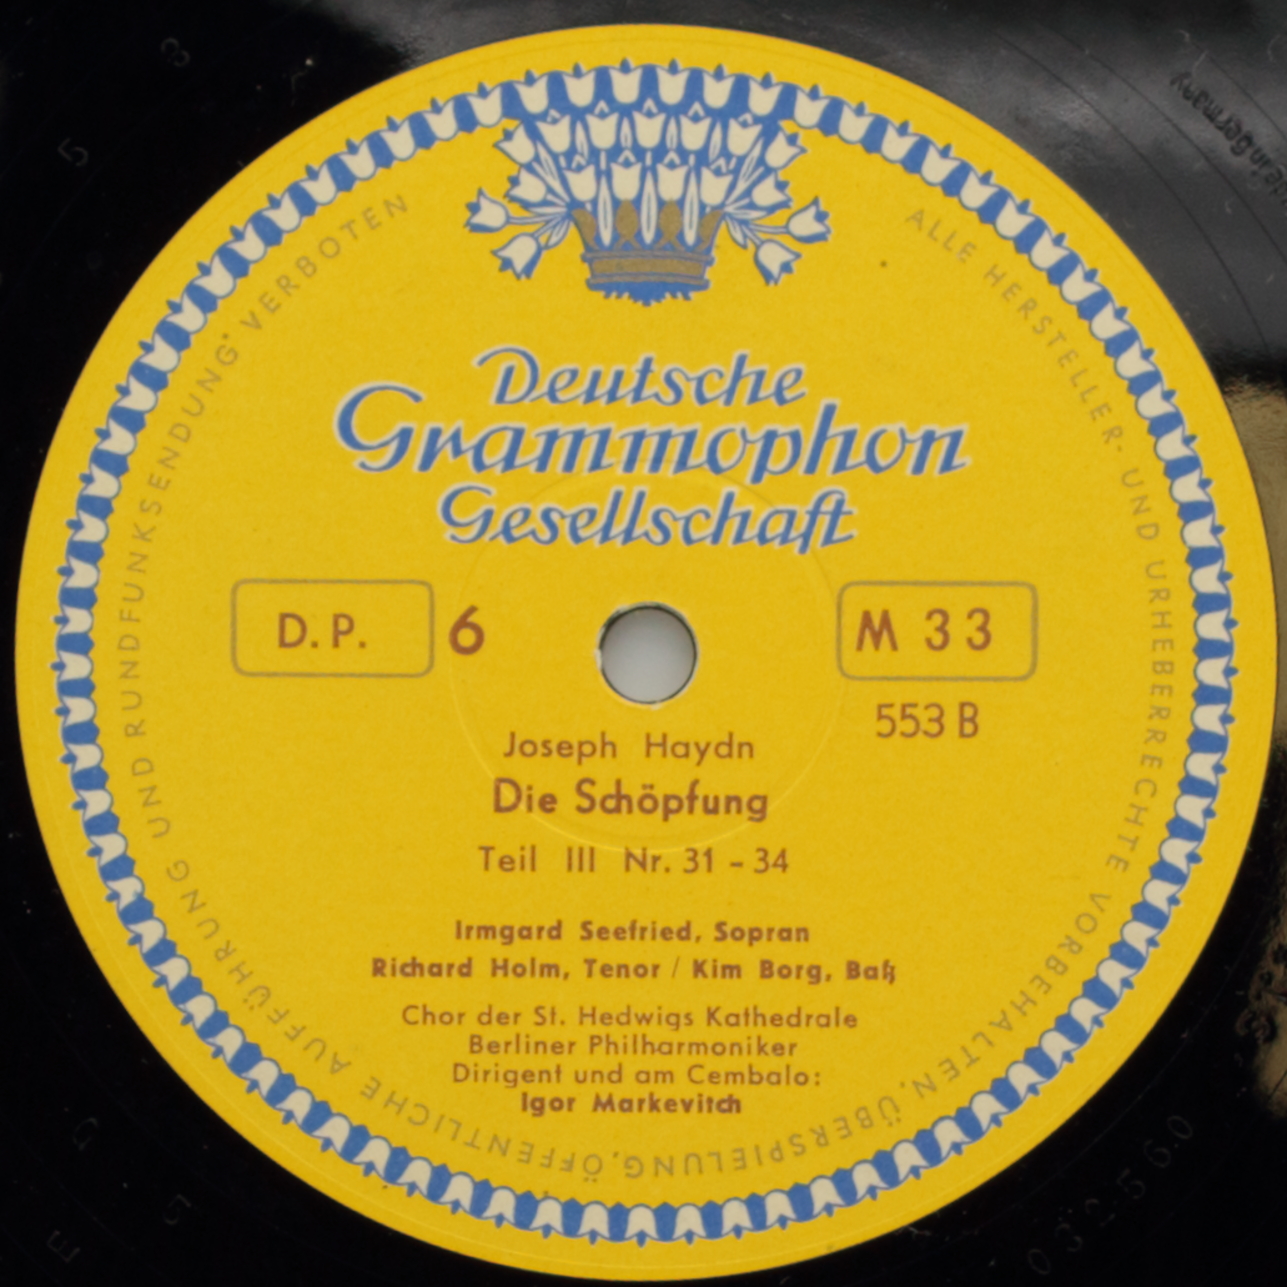 Deutsche
Grammophon
Gesellschaft
D.P. 6
M 33
553 B
Joseph Haydn
Die Schöpfung
Teil III Nr. 31 – 34
Irmgard Seefried, Sopran
Richard Holm, Tenor / Kim Borg, Baß
Chor der St. Hedwigs Kathedrale
Berliner Philharmoniker
Dirigent und am Cembalo:
Igor Markevitch
ALLE HERSTELLER- UND URHEBERRECHTE VORBEHALTEN, ÜBERSPIELUNG, ÖFFENTLICHE AUFFÜHRUNG UND RUNDFUNKSENDUNG VERBOTEN
Germany